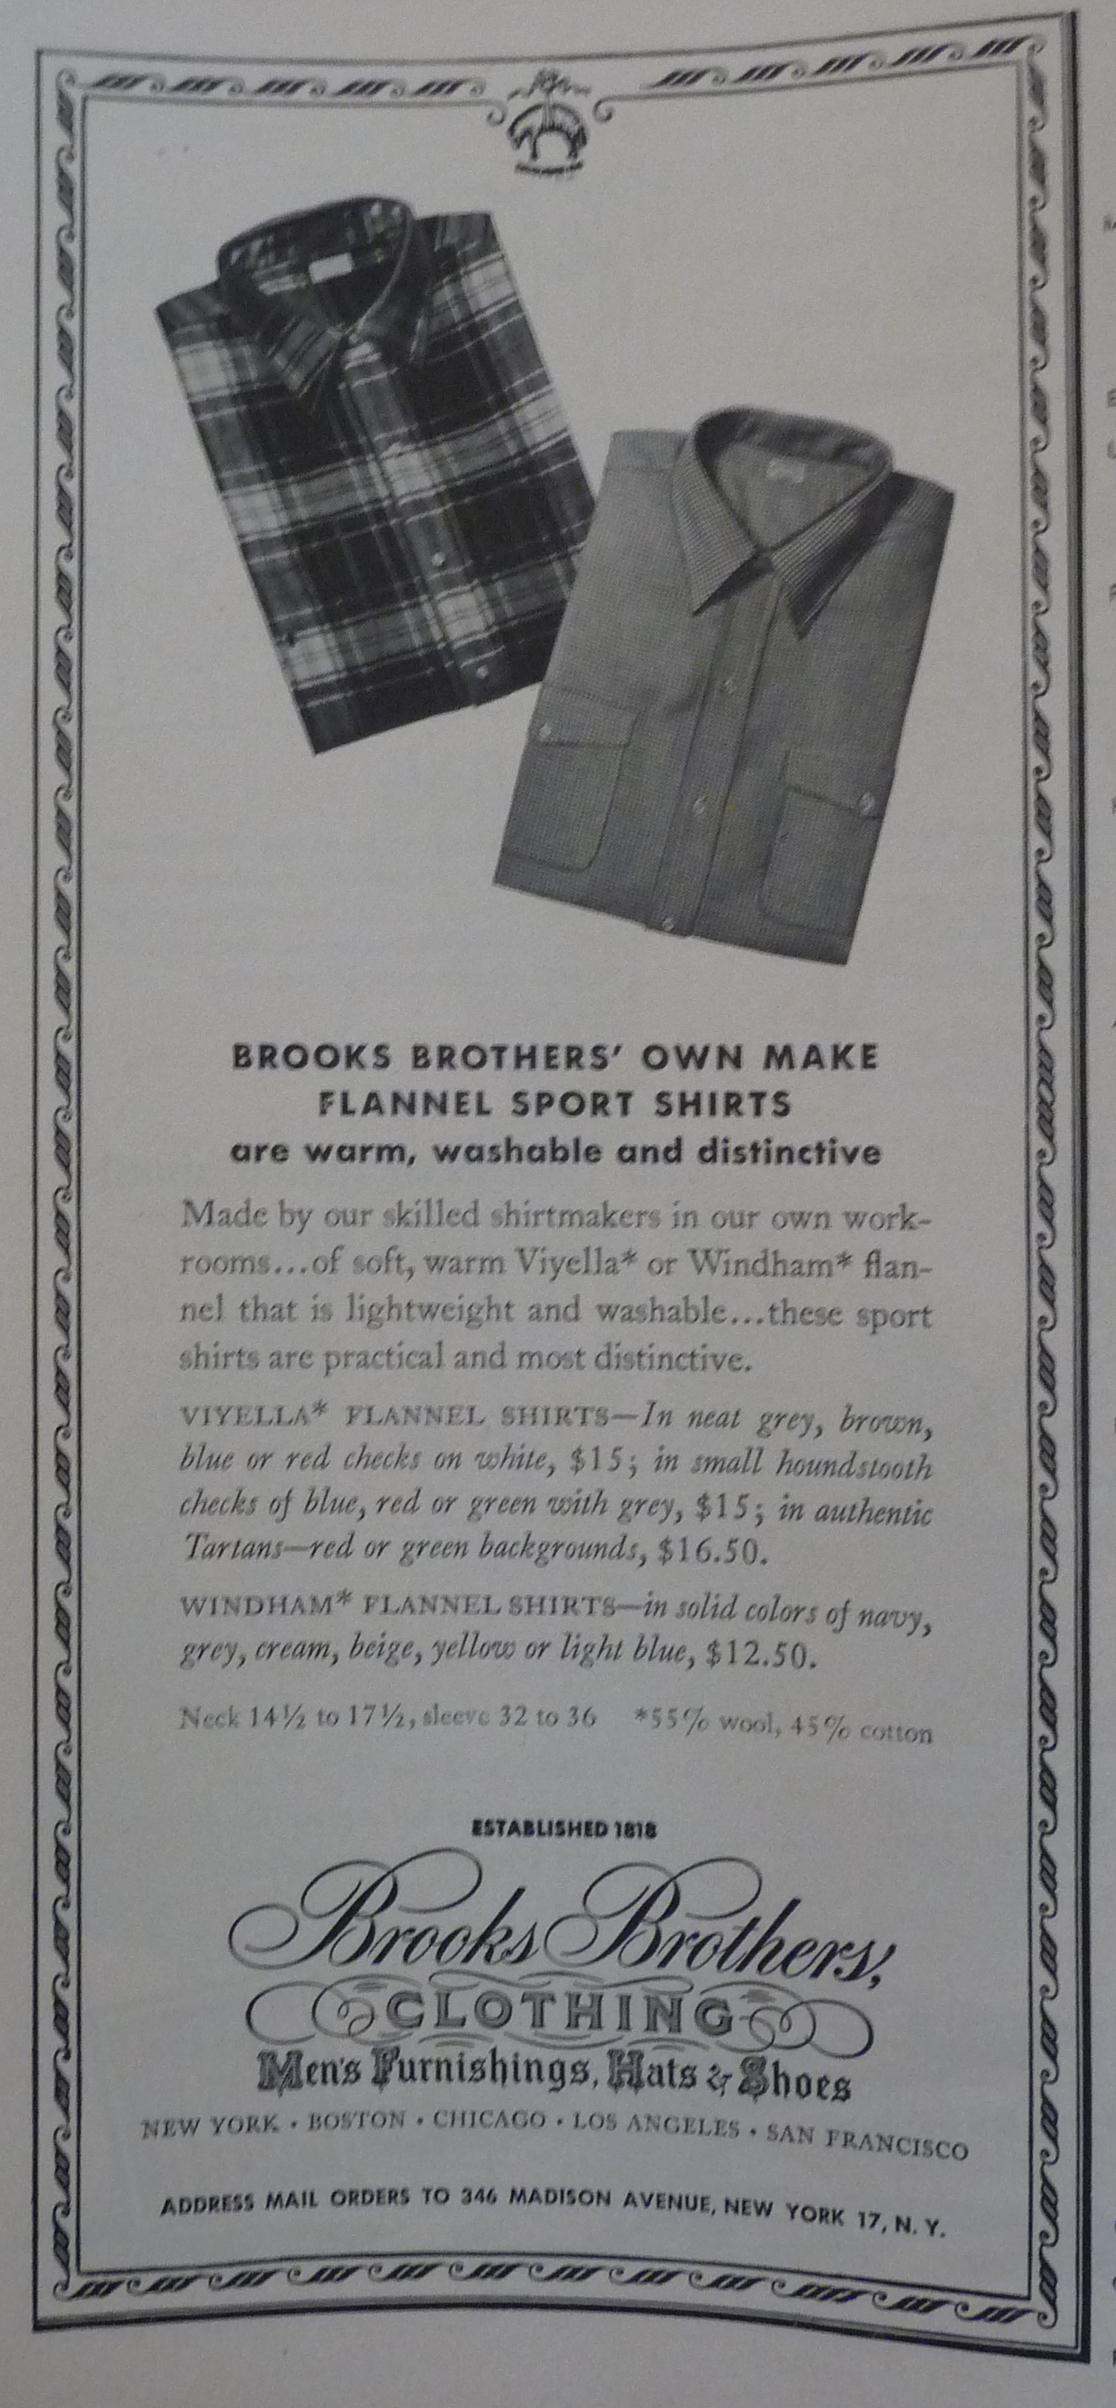 BROOKS BROTHERS' OWN MAKE
FLANNEL SPORT SHIRTS
are warm, washable and distinctive
Made by our skilled shirtmakers in our own work-
rooms...of soft, warm Viyella* or Windham* flan-
nel that is lightweight and washable...these sport
shirts are practical and most distinctive.
VIYELLA* FLANNEL SHIRTS—In neat grey, brown,
blue or red checks on white, $15; in small houndstooth
checks of blue, red or green with grey, $15; in authentic
Tartans—red or green backgrounds, $16.50.
WINDHAM* FLANNEL SHIRTS—in solid colors of navy,
grey, cream, beige, yellow or light blue, $12.50.
Neck 14½ to 17½, sleeve 32 to 36 *55% wool, 45% cotton
ESTABLISHED 1818
Brooks Brothers,
CLOTHING
Men's Furnishings, Hats & Shoes
NEW YORK • BOSTON • CHICAGO • LOS ANGELES • SAN FRANCISCO
ADDRESS MAIL ORDERS TO 346 MADISON AVENUE, NEW YORK 17, N. Y.